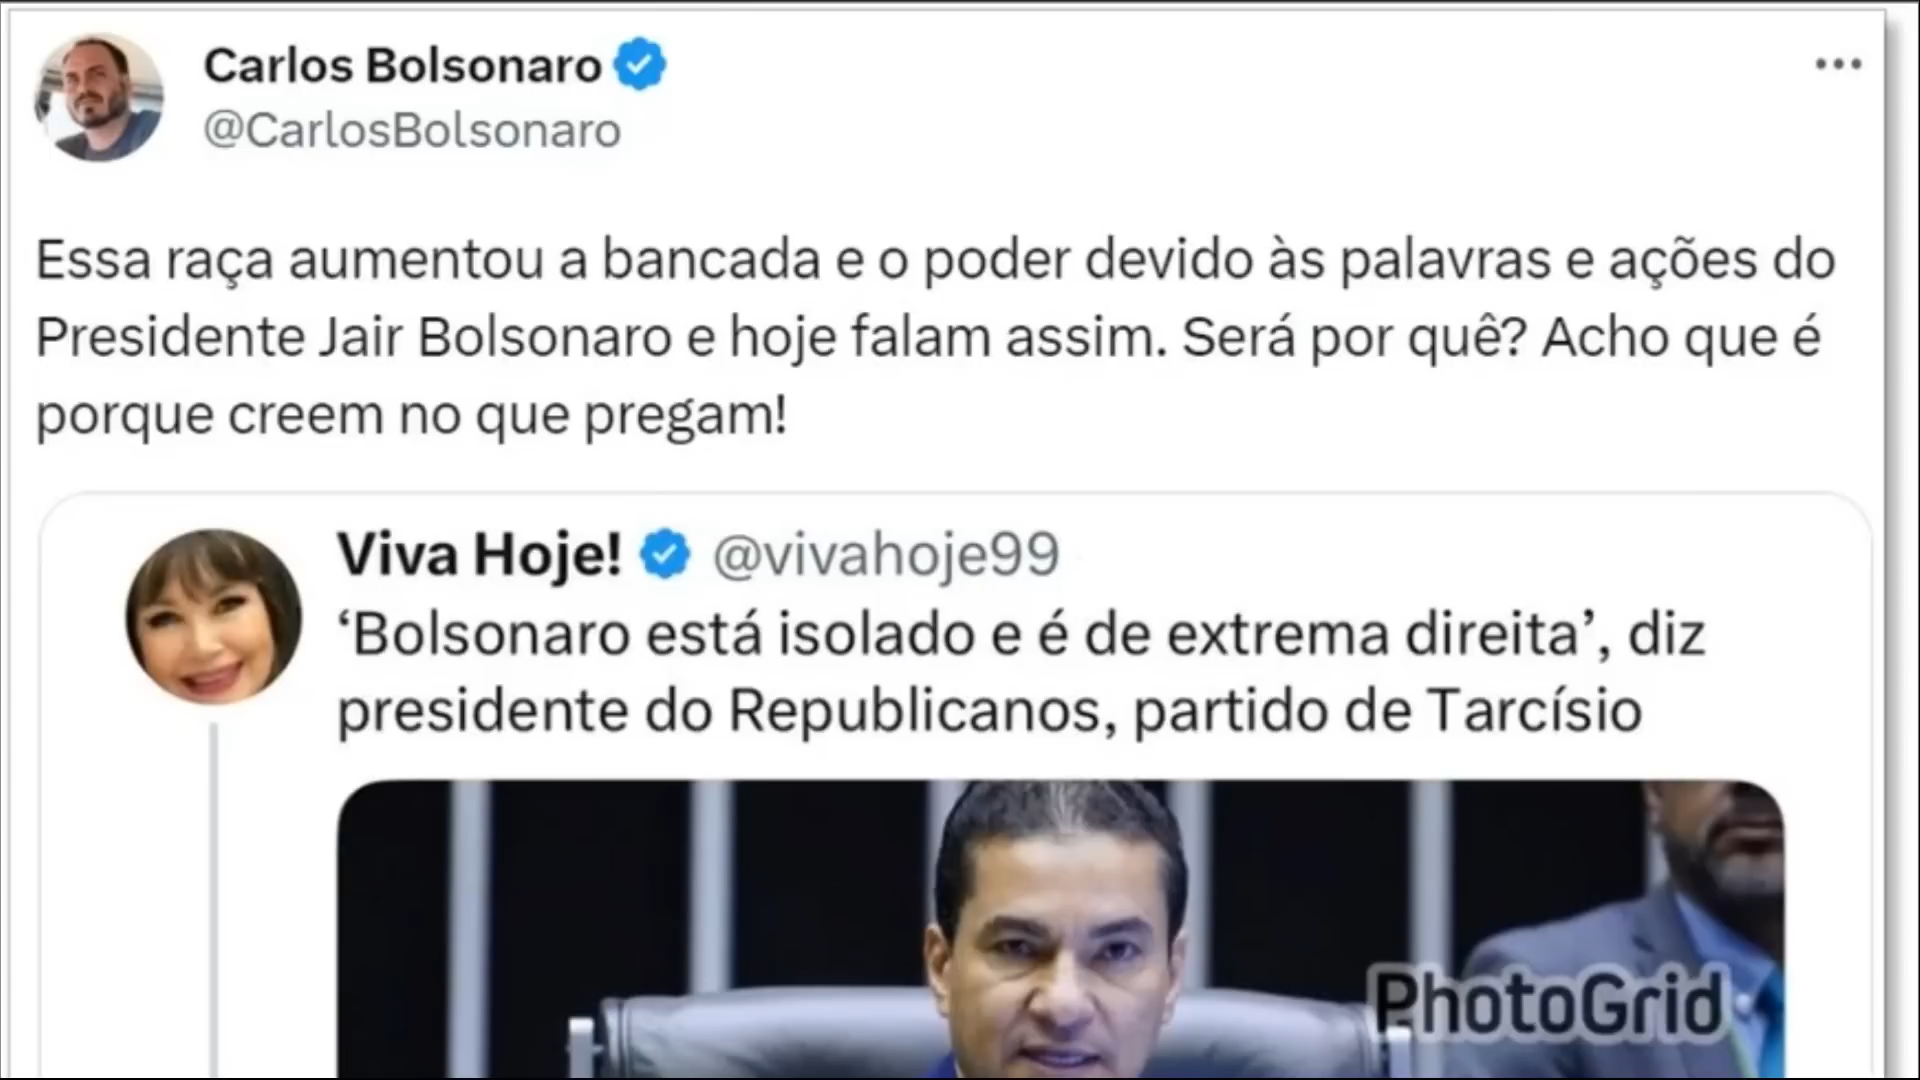 Carlos Bolsonaro
@CarlosBolsonaro
Essa raça aumentou a bancada e o poder devido às palavras e ações do
Presidente Jair Bolsonaro e hoje falam assim. Será por quê? Acho que é
porque creem no que pregam!
Viva Hoje! @vivahoje99
‘Bolsonaro está isolado e é de extrema direita’, diz
presidente do Republicanos, partido de Tarcísio
PhotoGrid